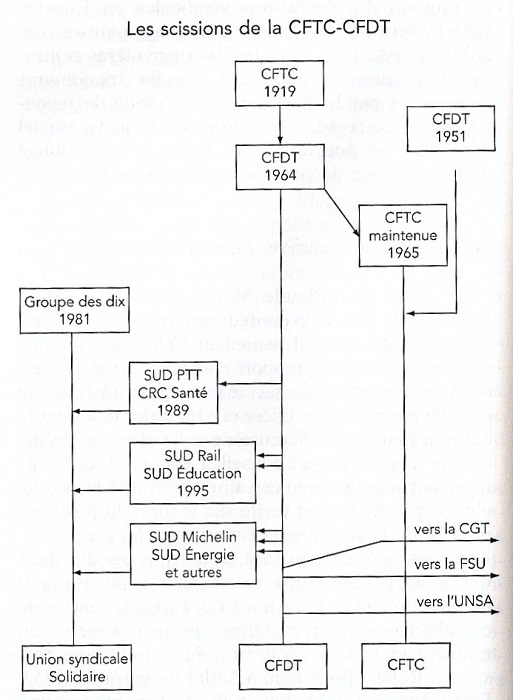 Les scissions de la CFTC-CFDT
CFTC
1919
CFDT
1951
CFDT
1964
CFTC
maintenue
1965
Groupe des dix
1981
SUD PTT
CRC Santé
1989
SUD Rail
SUD Éducation
1995
SUD Michelin
SUD Énergie
et autres
vers la CGT
vers la FSU
vers l'UNSA
Union syndicale
Solidaire
CFDT
CFTC